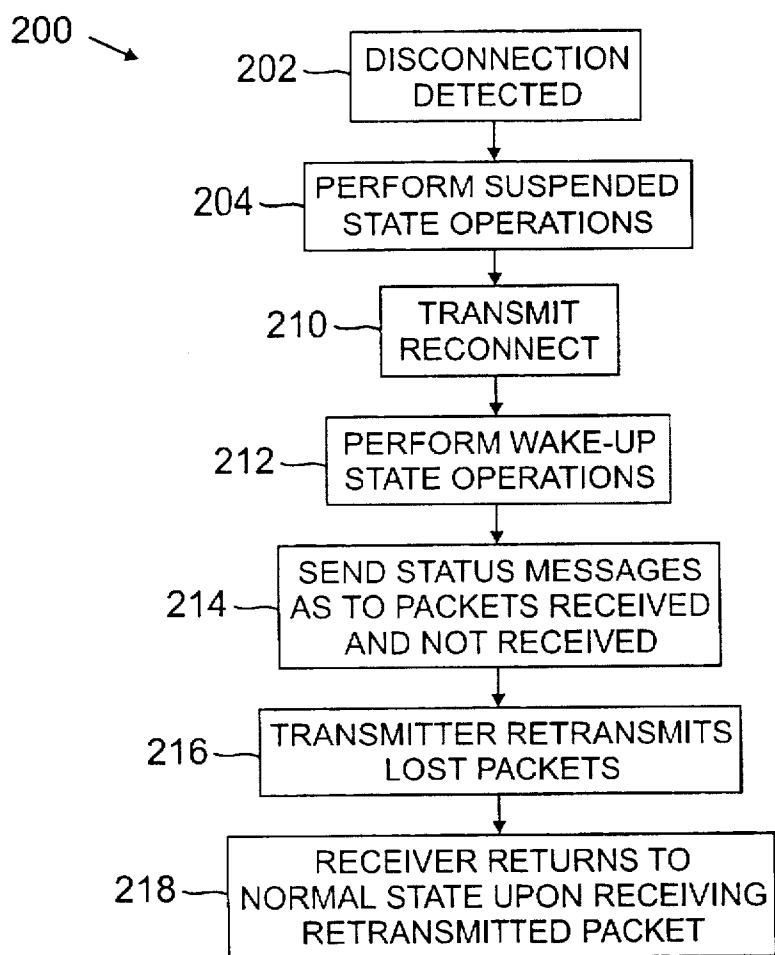 200
202
DISCONNECTION
DETECTED
204
PERFORM SUSPENDED
STATE OPERATIONS
210
TRANSMIT
RECONNECT
212
PERFORM WAKE-UP
STATE OPERATIONS
214
SEND STATUS MESSAGES
AS TO PACKETS RECEIVED
AND NOT RECEIVED
216
TRANSMITTER RETRANSMITS
LOST PACKETS
218
RECEIVER RETURNS TO
NORMAL STATE UPON RECEIVING
RETRANSMITTED PACKET